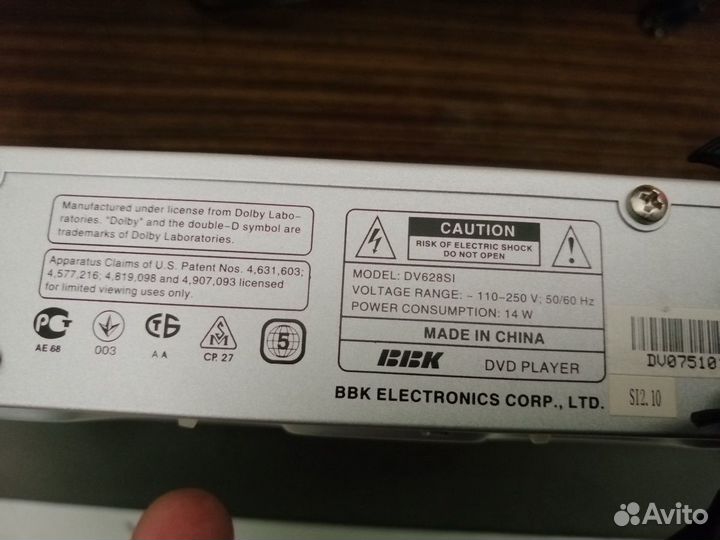 Manufactured under license from Dolby Labo-
ratories. "Dolby" and the double-D symbol are
trademarks of Dolby Laboratories.
Apparatus Claims of U.S. Patent Nos. 4,631,603;
4,577,216; 4,819,098 and 4,907,093 licensed
for limited viewing uses only.
РСТ
AE 68
003
СТБ
A A
SM
CP. 27
5
CAUTION
RISK OF ELECTRIC SHOCK
DO NOT OPEN
MODEL: DV628SI
VOLTAGE RANGE: ~ 110-250 V; 50/60 Hz
POWER CONSUMPTION: 14 W
MADE IN CHINA
BBK DVD PLAYER
BBK ELECTRONICS CORP., LTD.
DV07510
SI2.10
Avito